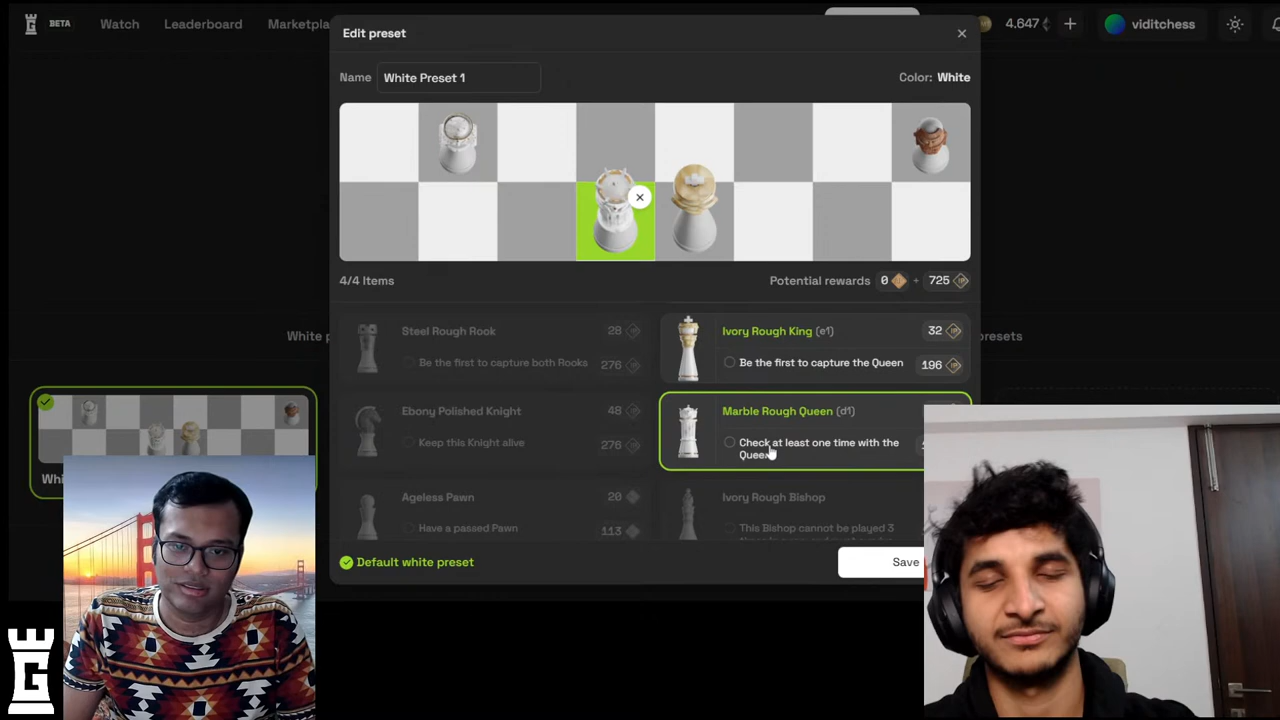 BETA
Watch
Leaderboard
4.647
viditchess
Edit preset
Name
White Preset 1
Color: White
4/4 Items
Potential rewards
0
+
725
Steel Rough Rook
28
Be the first to capture both Rooks
276
Ivory Rough King (e1)
32
Be the first to capture the Queen
196
Ebony Polished Knight
48
Keep this Knight alive
276
Marble Rough Queen (d1)
Check at least one time with the
Queen
Ageless Pawn
20
Have a passed Pawn
113
Ivory Rough Bishop
This Bishop cannot be played 3
Default white preset
Save
G